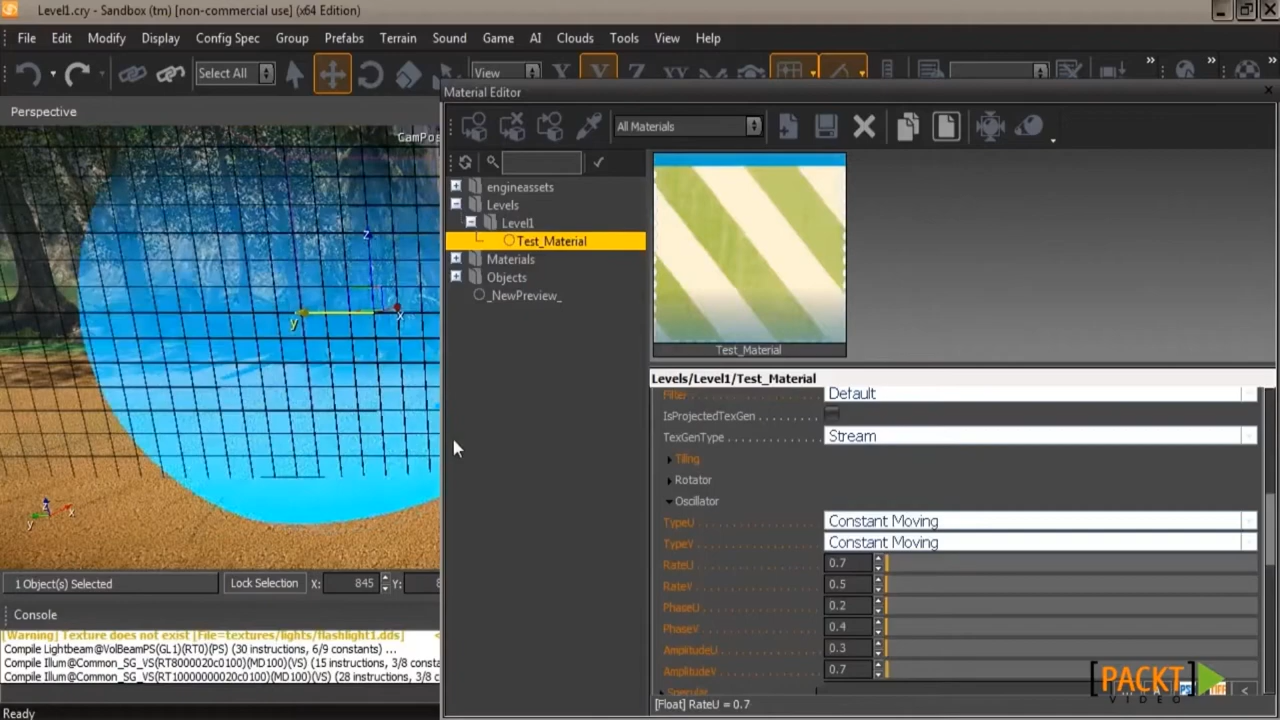 Level1.cry - Sandbox (tm) [non-commercial use] (x64 Edition)
File Edit Modify Display Config Spec Group Prefabs Terrain Sound Game AI Clouds Tools View Help
Select All
View
Perspective
CamPos
Material Editor
All Materials
engineassets
Levels
Level1
Test_Material
Materials
Objects
_NewPreview_
Test_Material
Levels/Level1/Test_Material
Filter Default
IsProjectedTexGen
TexGenType Stream
Tiling
Rotator
Oscillator
TypeU Constant Moving
TypeV Constant Moving
RateU 0.7
RateV 0.5
PhaseU 0.2
PhaseV 0.4
AmplitudeU 0.3
AmplitudeV 0.7
Specular
[Float] RateU = 0.7
z
y
x
z
y
x
1 Object(s) Selected
Lock Selection
X: 845 Y:
Console
[Warning] Texture does not exist [File=textures/lights/flashlight1.dds]
Compile Lightbeam@VolBeamPS(GL1)(RT0)(PS) (30 instructions, 6/9 constants) ...
Compile Illum@Common_SG_VS(RT8000020c0100)(MD100)(VS) (15 instructions, 3/8 consta
Compile Illum@Common_SG_VS(RT10000000020c0100)(MD100)(VS) (28 instructions, 3/8
Ready
[PACKT]
VIDEO